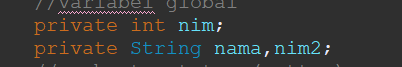 //variabel global
private int nim;
private String nama,nim2;